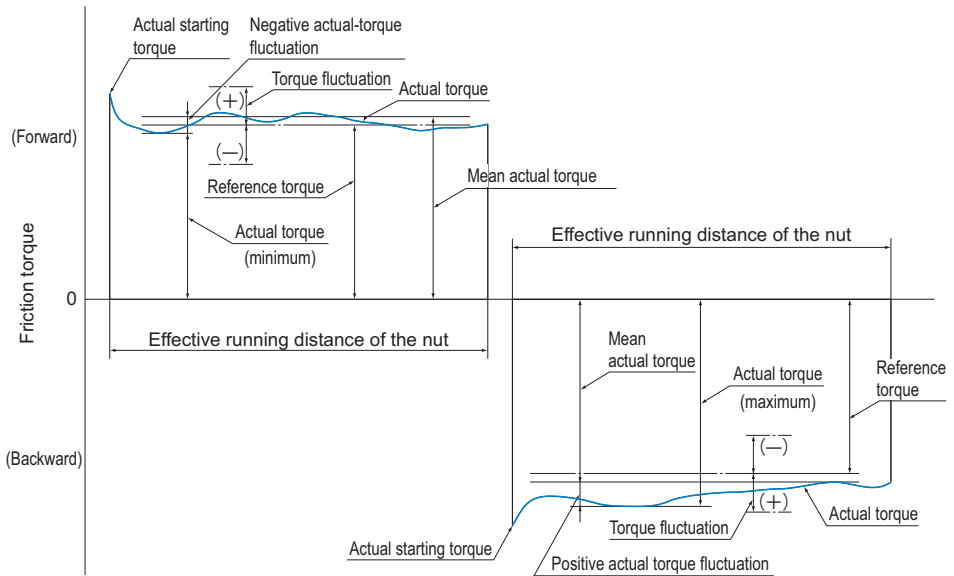 Actual starting
torque
Negative actual-torque
fluctuation
Torque fluctuation
(+)
Actual torque
(Forward)
(—)
Reference torque
Mean actual torque
Actual torque
(minimum)
Effective running distance of the nut
Friction torque
0
Effective running distance of the nut
Mean
actual torque
Actual torque
(maximum)
Reference
torque
(Backward)
(—)
(+)
Actual torque
Torque fluctuation
Actual starting torque
Positive actual torque fluctuation